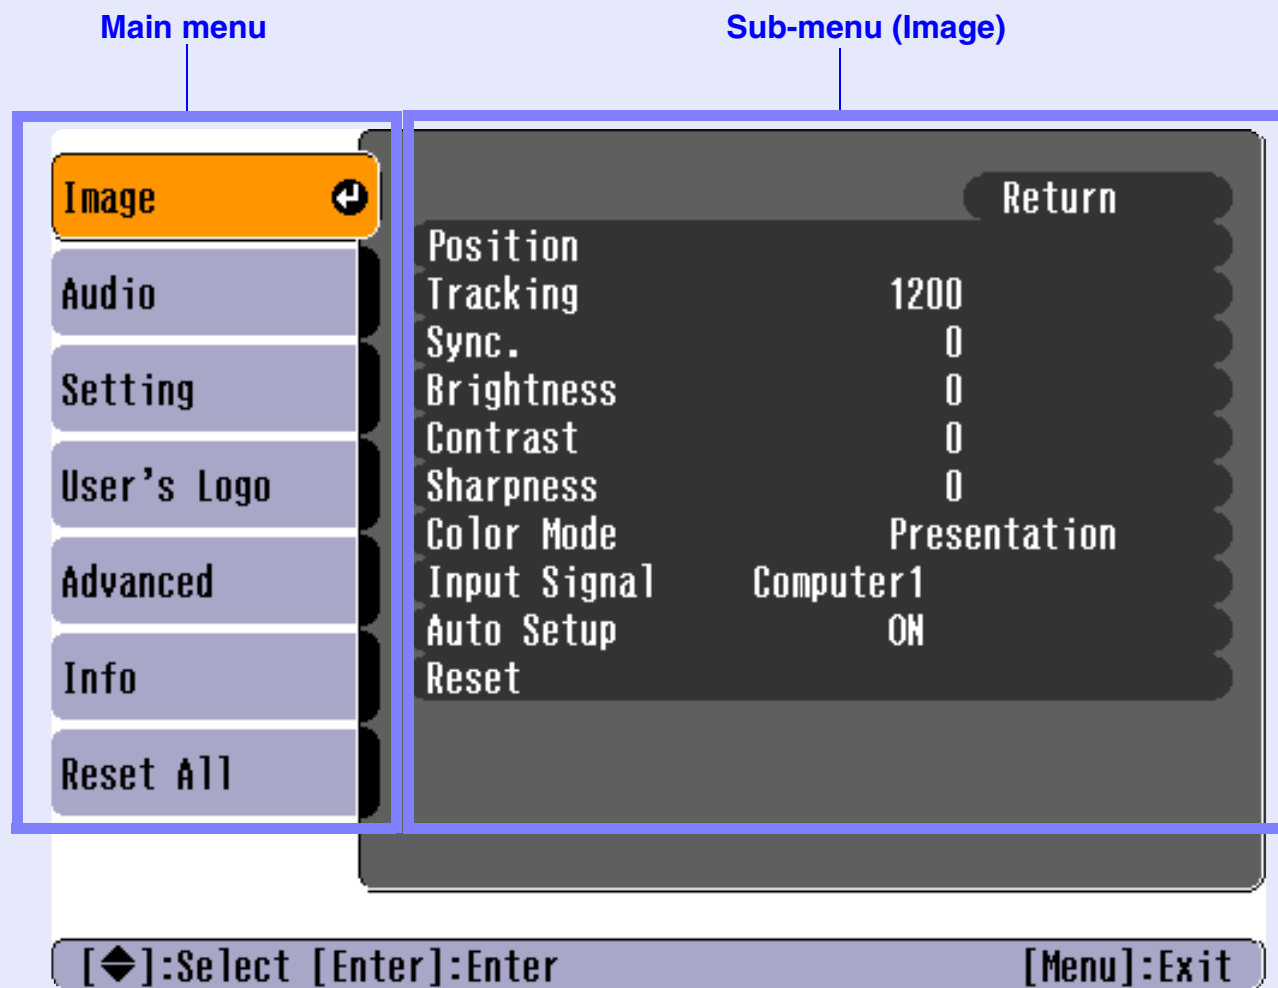 Main menu
Sub-menu (Image)
Image
Audio
Setting
User's Logo
Advanced
Info
Reset All
Return
Position
Tracking 1200
Sync. 0
Brightness 0
Contrast 0
Sharpness 0
Color Mode Presentation
Input Signal Computer1
Auto Setup ON
Reset
[◆]:Select [Enter]:Enter [Menu]:Exit